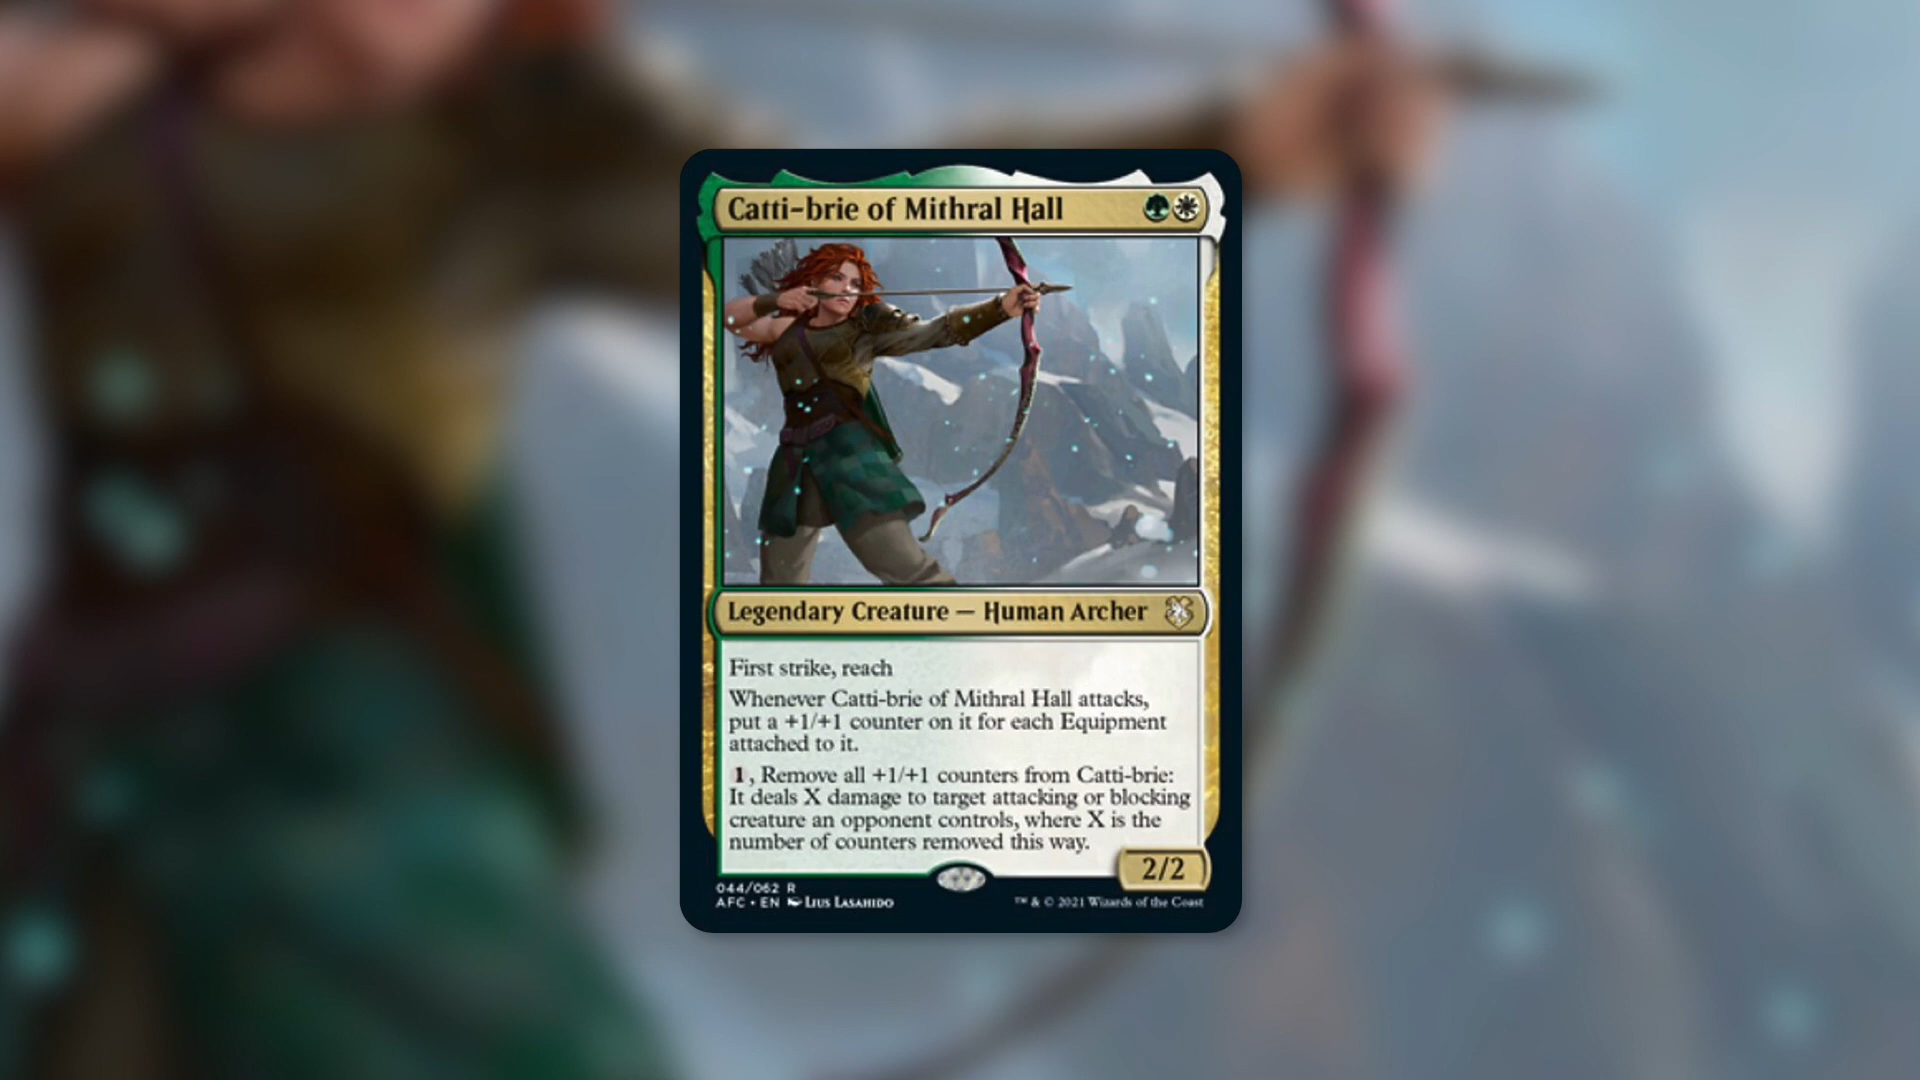 Catti-brie of Mithral Hall
Legendary Creature — Human Archer
First strike, reach
Whenever Catti-brie of Mithral Hall attacks,
put a +1/+1 counter on it for each Equipment
attached to it.
1, Remove all +1/+1 counters from Catti-brie:
It deals X damage to target attacking or blocking
creature an opponent controls, where X is the
number of counters removed this way.
2/2
044/062 R
AFC • EN Lius Lasahido
™ & © 2021 Wizards of the Coast